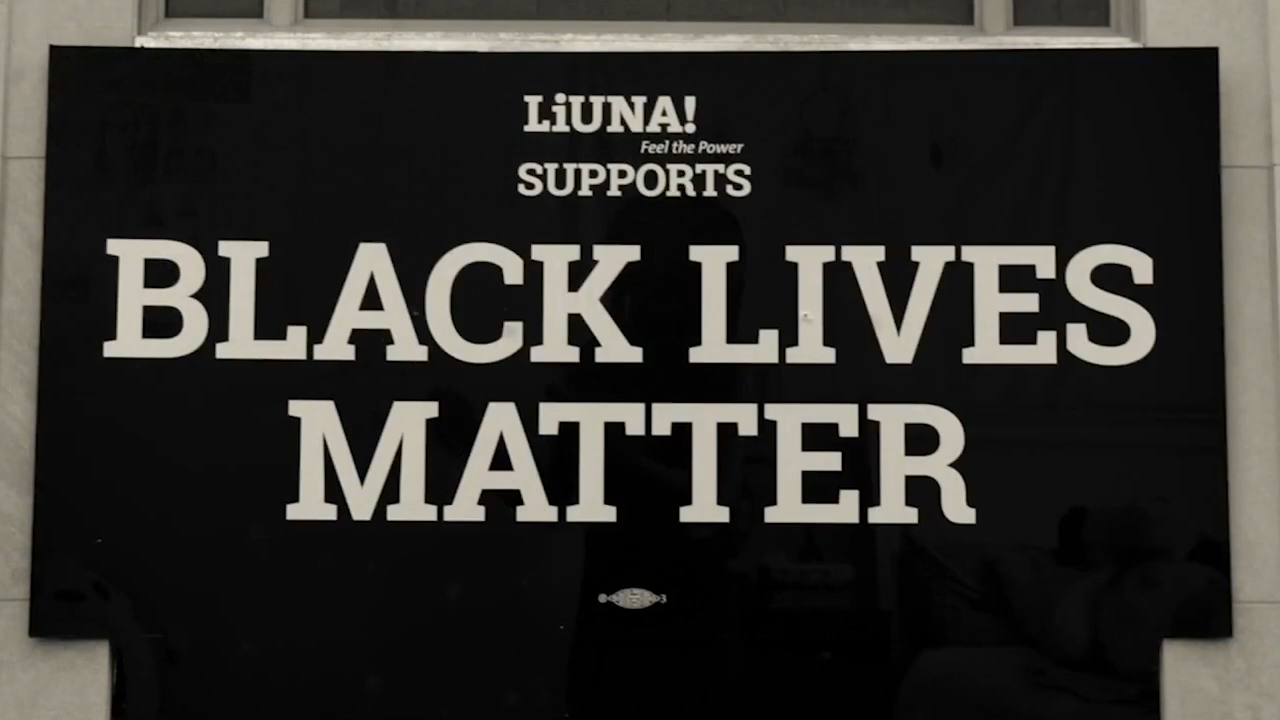 LiUNA!
Feel the Power
SUPPORTS
BLACK LIVES
MATTER